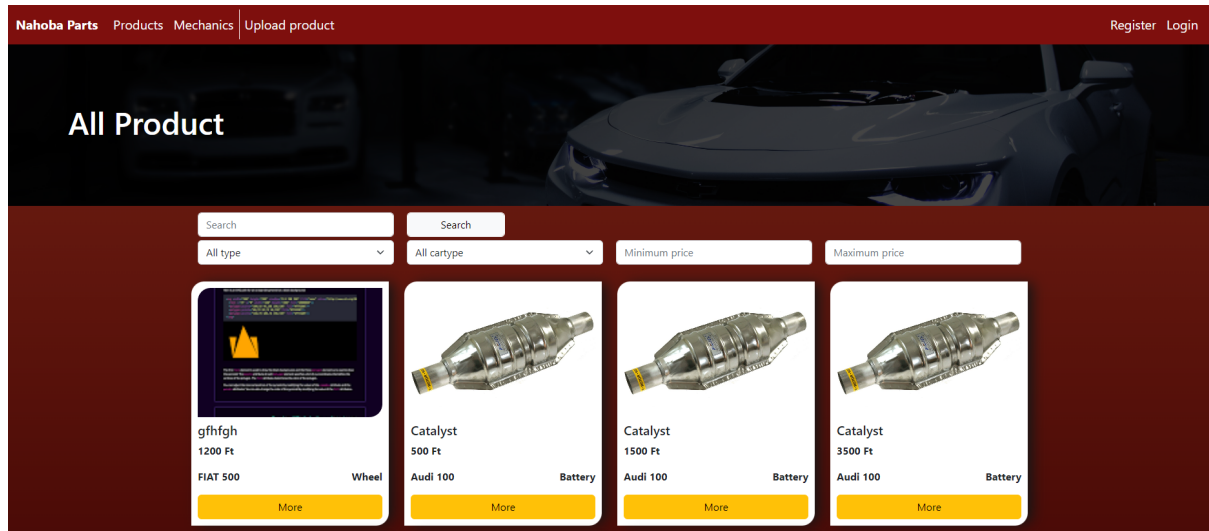 Nahoba Parts Products Mechanics Upload product Register Login
All Product
Search Search
All type All cartype Minimum price Maximum price
gfhfgh Catalyst Catalyst Catalyst
1200 Ft 500 Ft 1500 Ft 3500 Ft
FIAT 500 Wheel Audi 100 Battery Audi 100 Battery Audi 100 Battery
More More More More